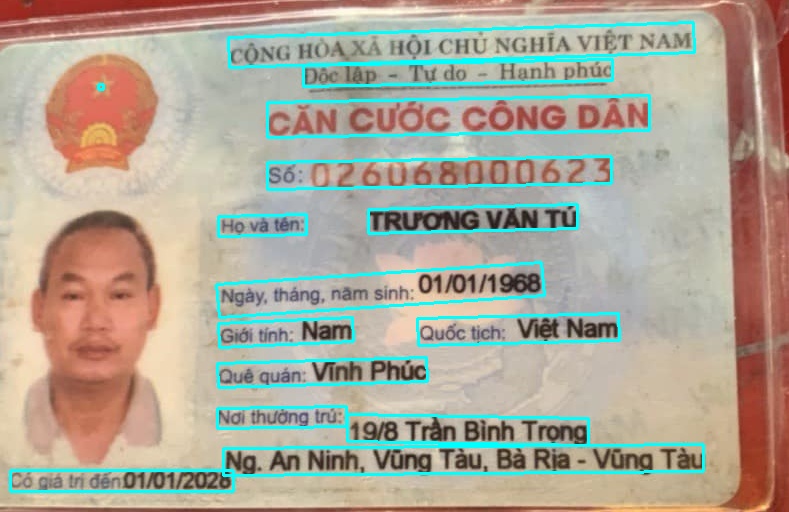 CỘNG HÒA XÃ HỘI CHỦ NGHĨA VIỆT NAM
Độc lập - Tự do - Hạnh phúc
CĂN CƯỚC CÔNG DÂN
Số: 026068000623
Họ và tên: TRƯƠNG VĂN TÚ
Ngày, tháng, năm sinh: 01/01/1968
Giới tính: Nam Quốc tịch: Việt Nam
Quê quán: Vĩnh Phúc
Nơi thường trú: 19/8 Trần Bình Trọng
Ng. An Ninh, Vũng Tàu, Bà Rịa - Vũng Tàu
Có giá trị đến: 01/01/2028